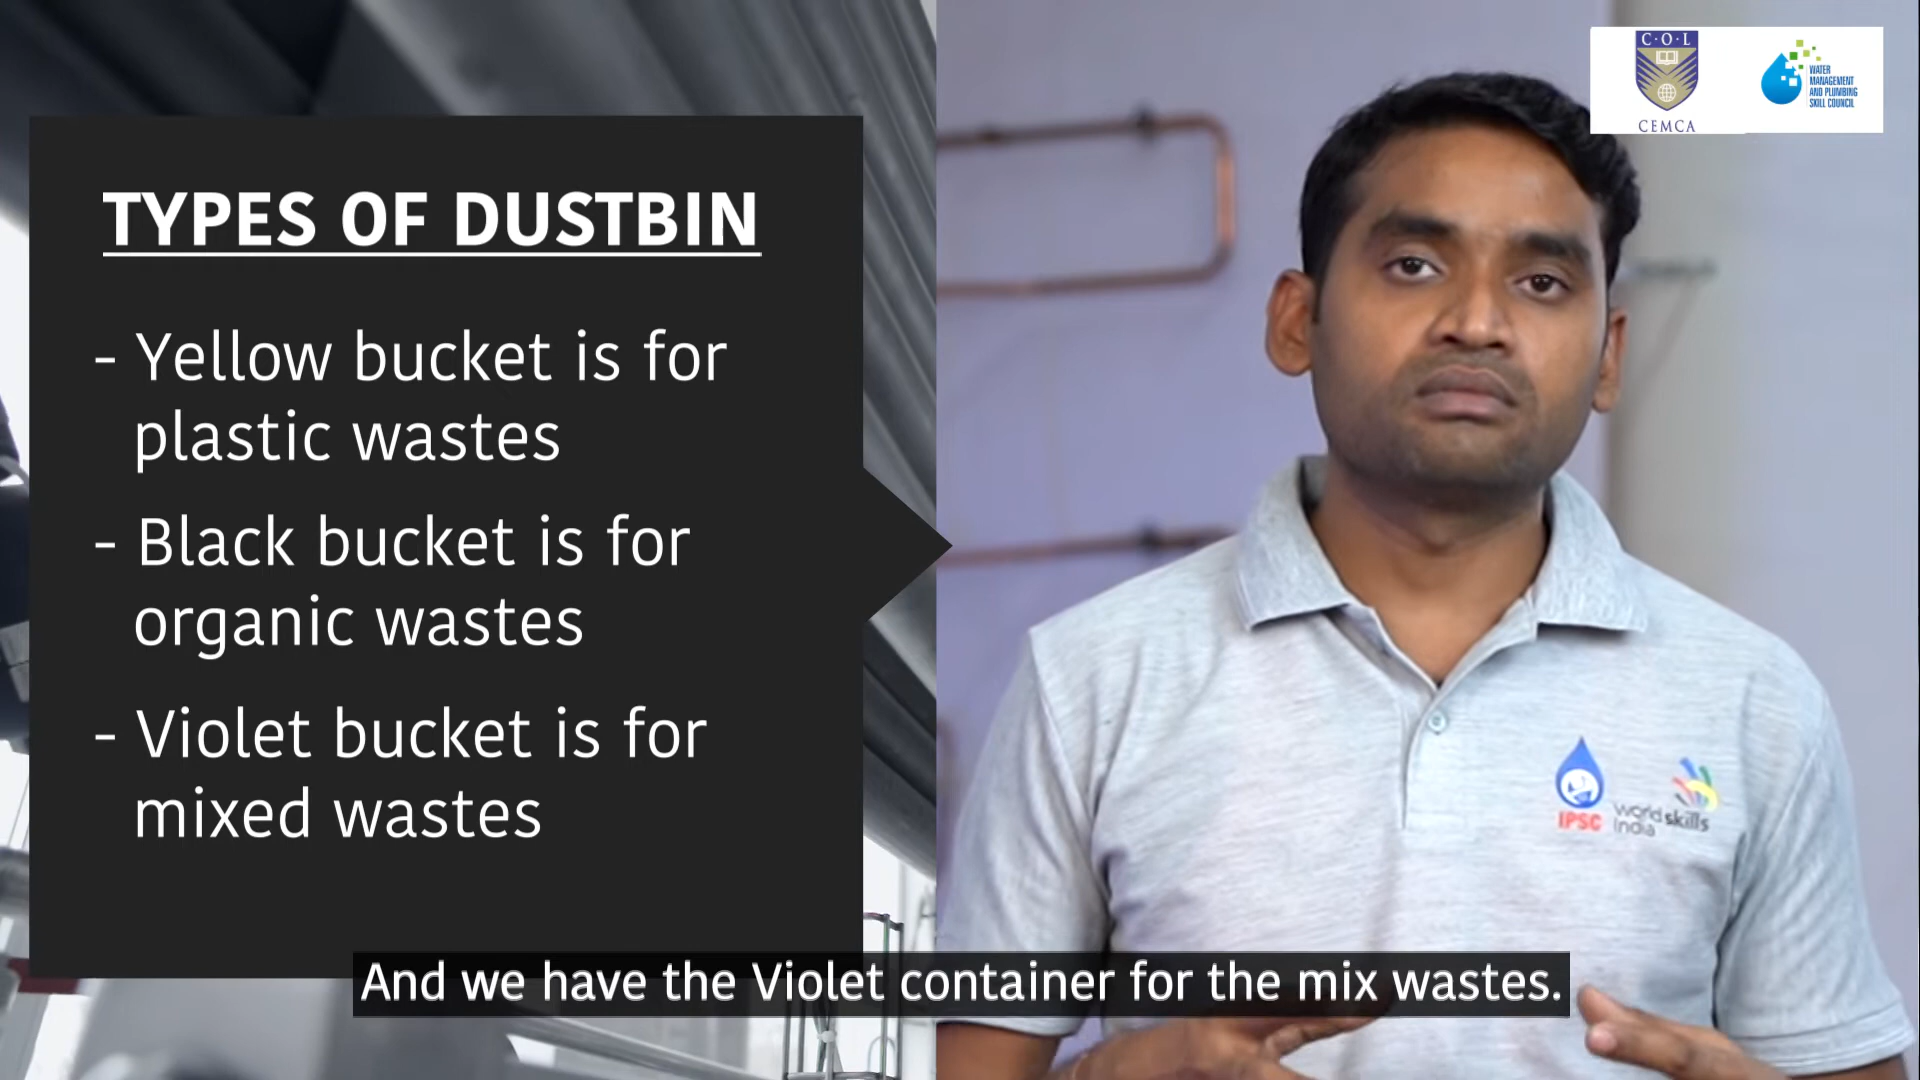 TYPES OF DUSTBIN
- Yellow bucket is for
plastic wastes
- Black bucket is for
organic wastes
- Violet bucket is for
mixed wastes
And we have the Violet container for the mix wastes.
C·O·L
CEMCA
WATER
MANAGEMENT
AND PLUMBING
SKILL COUNCIL
IPSC
worldskills
India